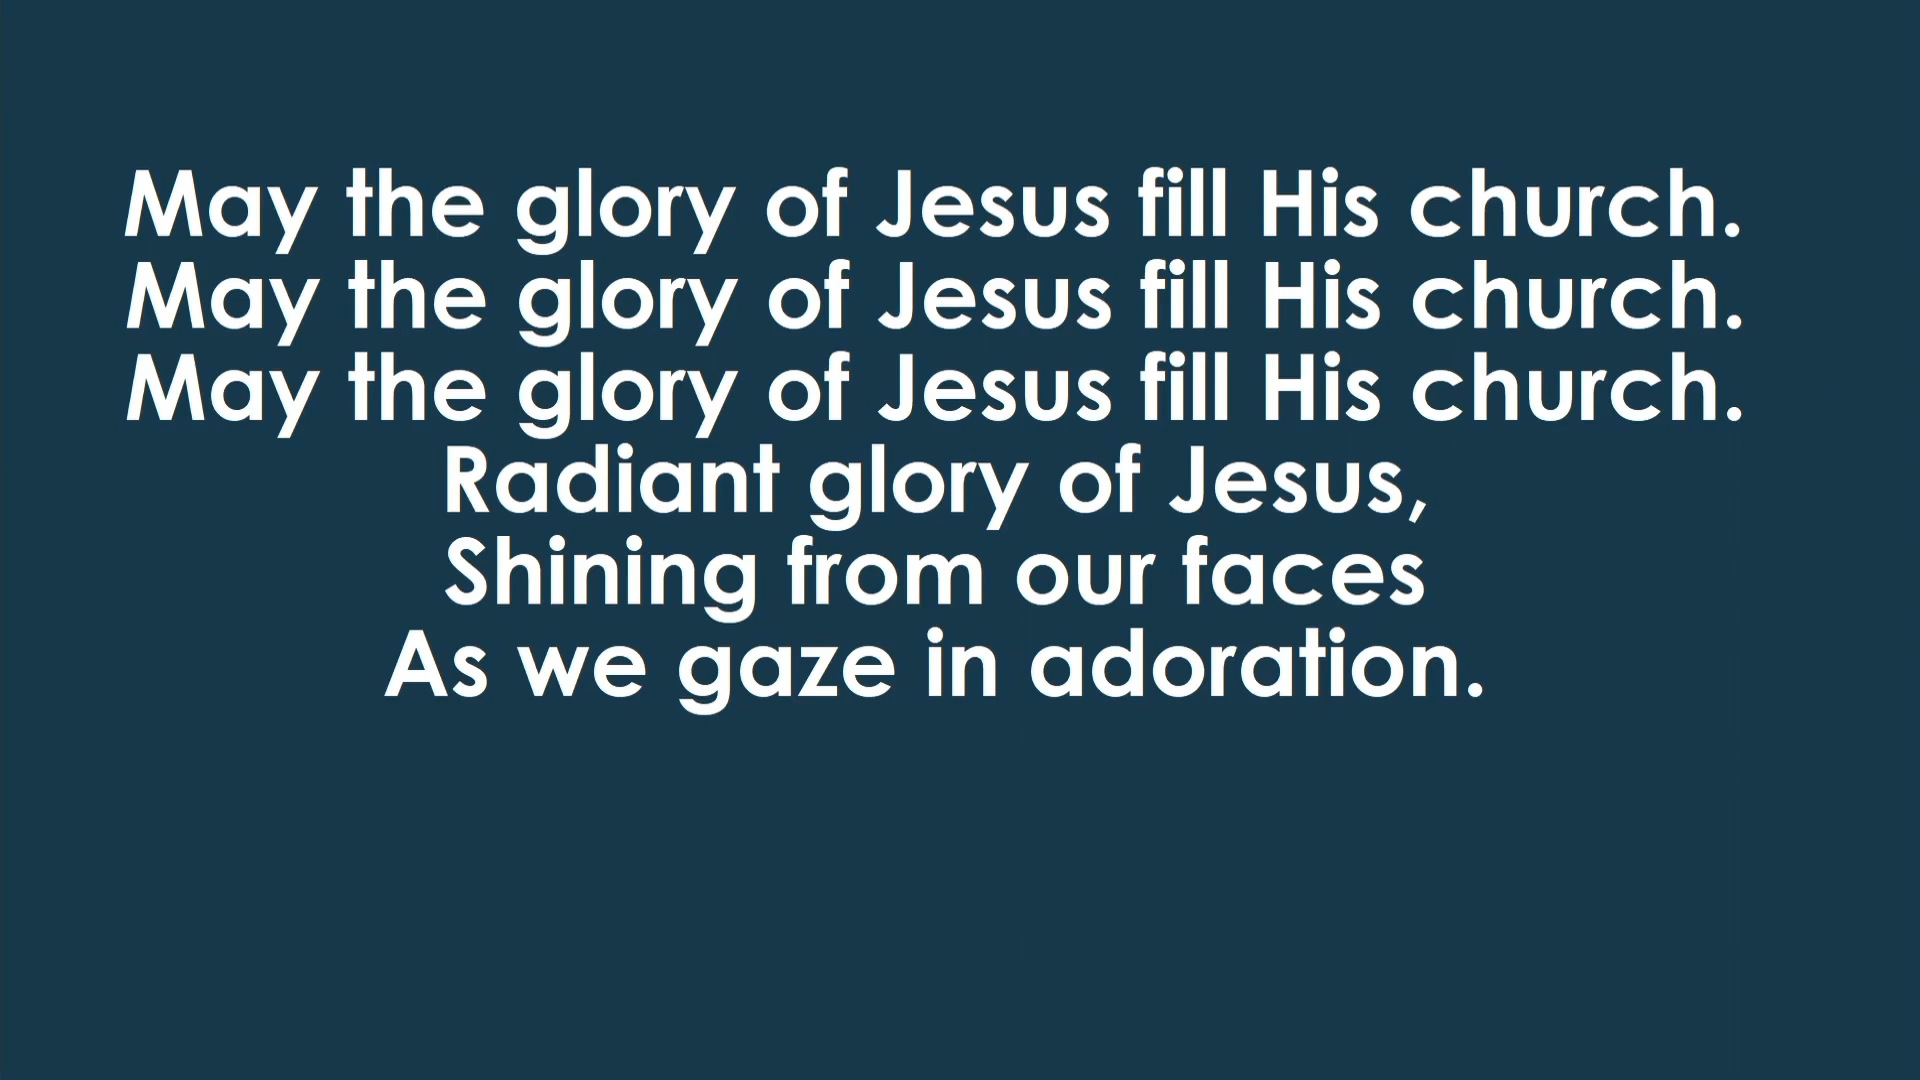 May the glory of Jesus fill His church.
May the glory of Jesus fill His church.
May the glory of Jesus fill His church.
Radiant glory of Jesus,
Shining from our faces
As we gaze in adoration.